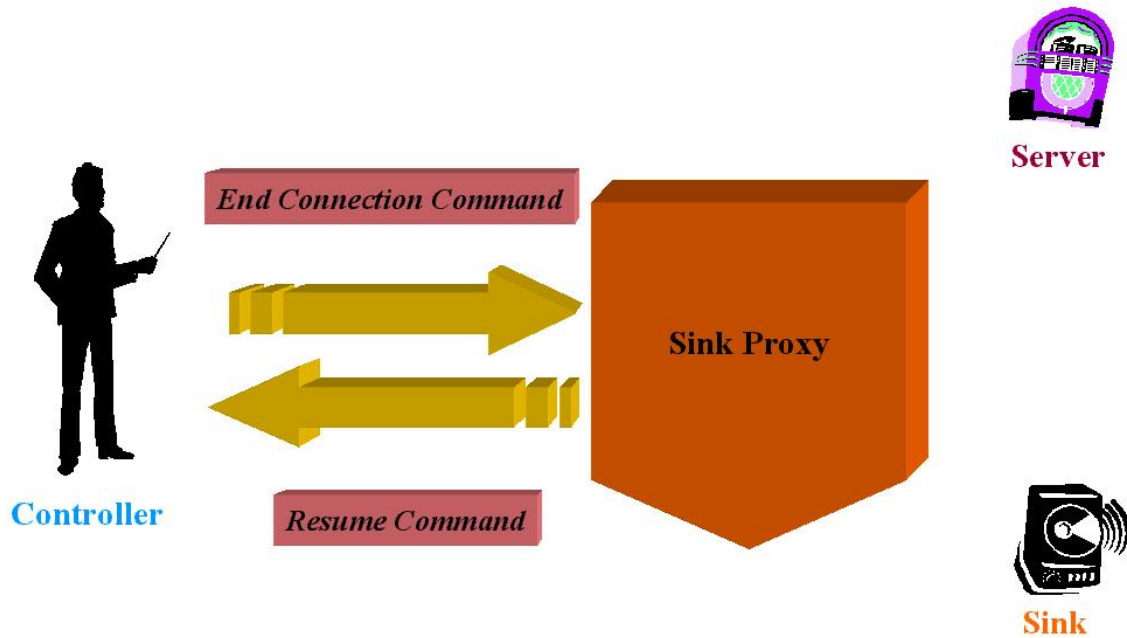 Server
End Connection Command
Sink Proxy
Controller
Resume Command
Sink